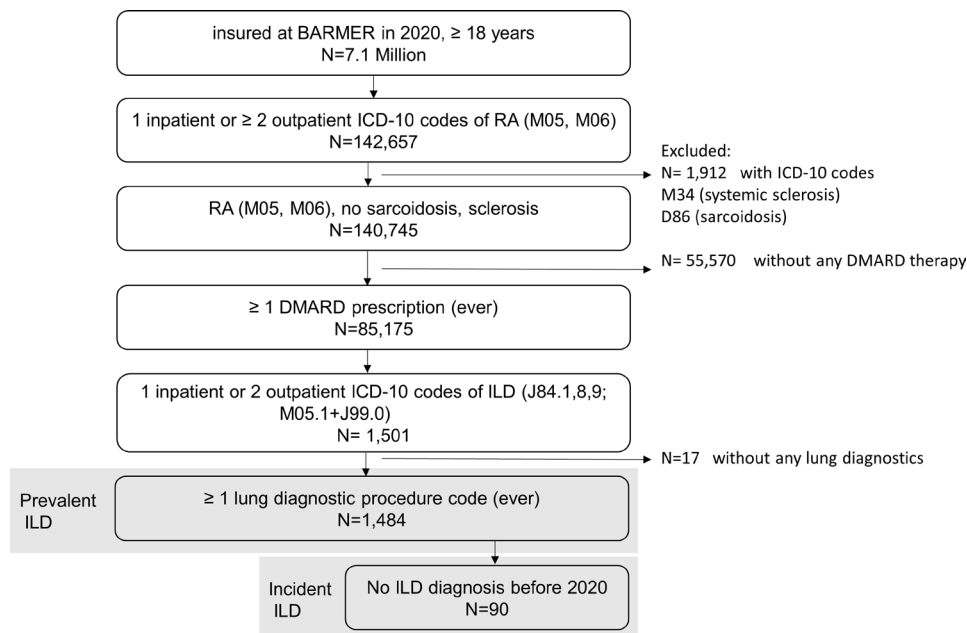 insured at BARMER in 2020, ≥ 18 years
N=7.1 Million
1 inpatient or ≥ 2 outpatient ICD-10 codes of RA (M05, M06)
N=142,657
Excluded:
N= 1,912 with ICD-10 codes
M34 (systemic sclerosis)
D86 (sarcoidosis)
RA (M05, M06), no sarcoidosis, sclerosis
N=140,745
N= 55,570 without any DMARD therapy
≥ 1 DMARD prescription (ever)
N=85,175
1 inpatient or 2 outpatient ICD-10 codes of ILD (J84.1,8,9;
M05.1+J99.0)
N= 1,501
N=17 without any lung diagnostics
Prevalent
ILD
≥ 1 lung diagnostic procedure code (ever)
N=1,484
Incident
ILD
No ILD diagnosis before 2020
N=90